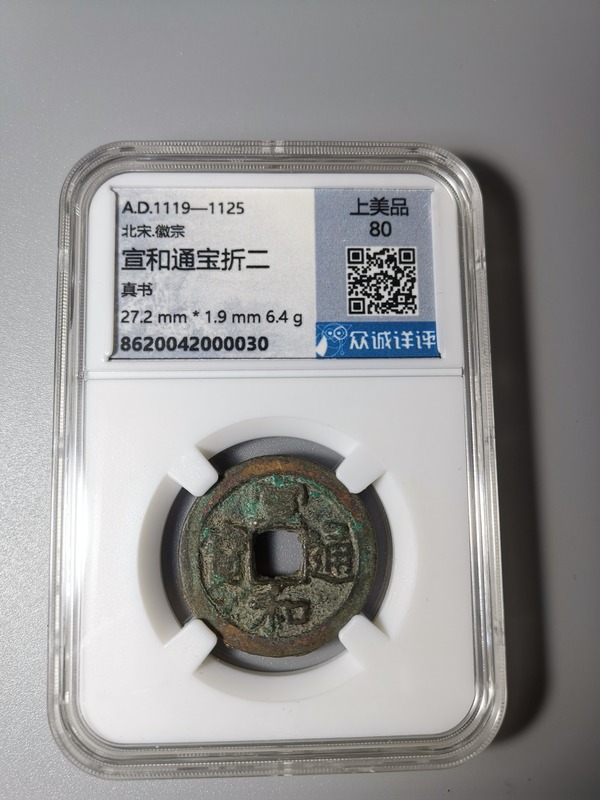 A.D.1119—1125
北宋.徽宗
宣和通宝折二
真书
27.2 mm * 1.9 mm 6.4 g
8620042000030
上美品
80
众诚详评
宣
和
通
寶